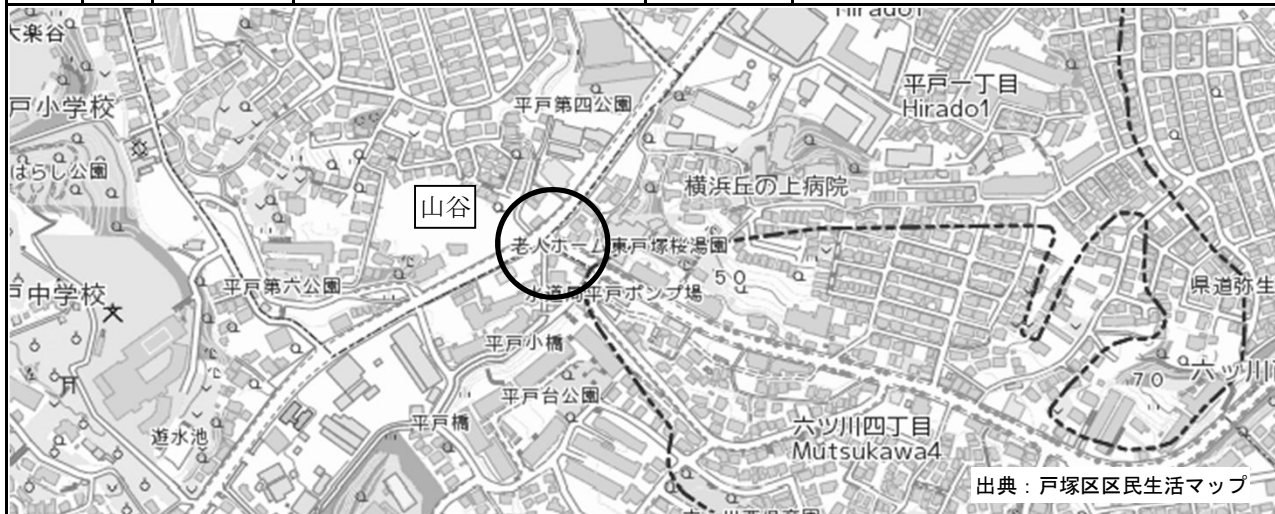 Hirado1
平戸第四公園
平戸一丁目
Hirado1
戸小学校
はらし公園
横浜丘の上病院
山谷
老人ホーム東戸塚桜湯園
50
平戸第六公園
水道局平戸ポンプ場
県道弥生
戸中学校
平戸小橋
70
六ッ川
平戸台公園
平戸橋
六ツ川四丁目
Mutsukawa4
遊水池
出典：戸塚区区民生活マップ